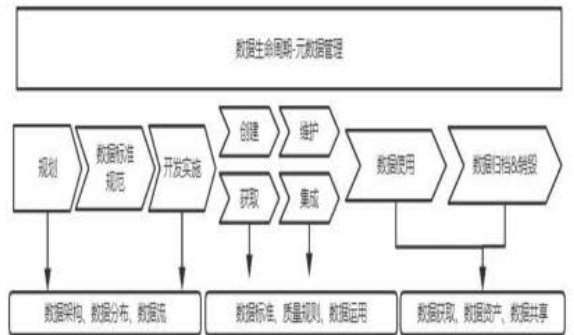 数据生命周期-元数据管理
规划
数据标准
规范
开发实施
创建
维护
获取
集成
数据使用
数据归档&销毁
数据架构、数据分布、数据流
数据标准、质量规则、数据运用
数据获取、数据资产、数据共享